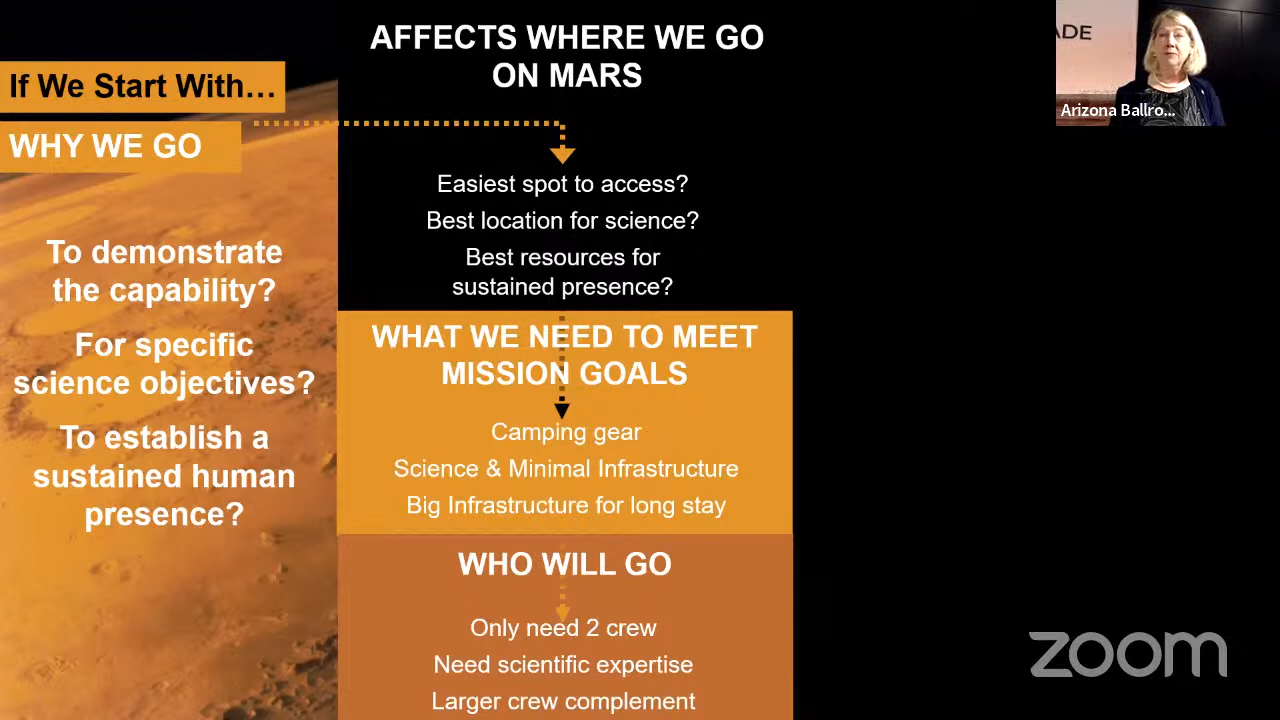 If We Start With...
WHY WE GO
To demonstrate
the capability?
For specific
science objectives?
To establish a
sustained human
presence?
AFFECTS WHERE WE GO
ON MARS
Easiest spot to access?
Best location for science?
Best resources for
sustained presence?
WHAT WE NEED TO MEET
MISSION GOALS
Camping gear
Science & Minimal Infrastructure
Big Infrastructure for long stay
WHO WILL GO
Only need 2 crew
Need scientific expertise
Larger crew complement
ADE
Arizona Ballro...
zoom